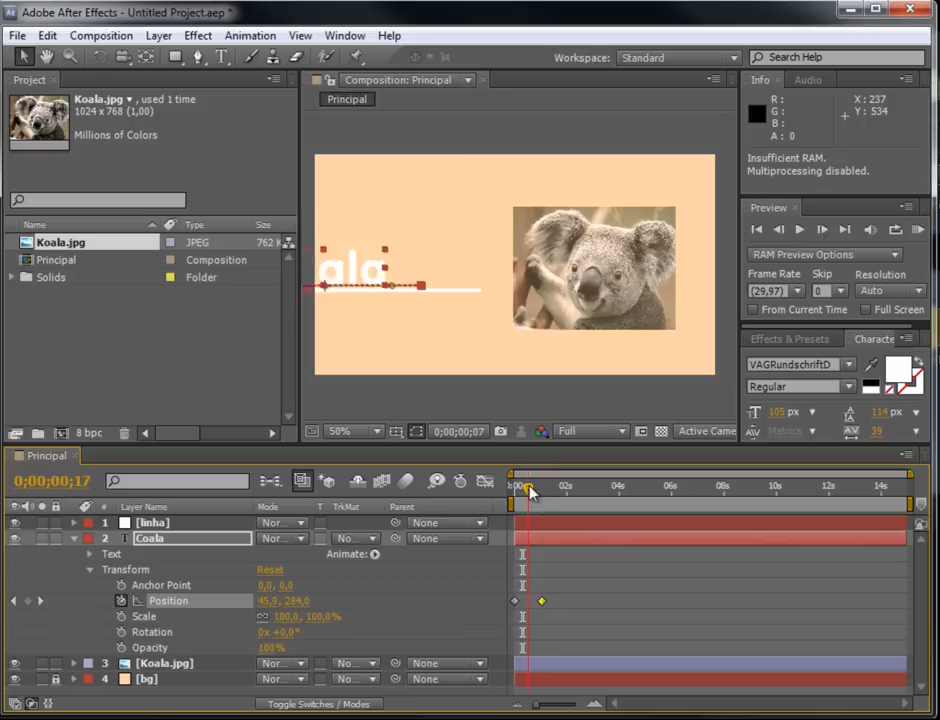 Adobe After Effects - Untitled Project.aep *
File Edit Composition Layer Effect Animation View Window Help
Workspace: Standard Search Help
Project
Koala.jpg ▾ , used 1 time
1024 x 768 (1,00)
Millions of Colors
Name Type Size
Koala.jpg JPEG 762 K
Principal Composition
Solids Folder
8 bpc
Composition: Principal
Principal
ala
50% 0;00;00;07 Full Active Came
Info Audio
R : X : 237
G : Y : 534
B :
A : 0
Insufficient RAM.
Multiprocessing disabled.
Preview
RAM Preview Options
Frame Rate Skip Resolution
(29,97) 0 Auto
From Current Time Full Screen
Effects & Presets Characte
VAGRundschriftD
Regular
105 px 114 px
Metrics 39
Principal
0;00;00;17
02s 04s 06s 08s 10s 12s 14s
# Layer Name Mode T TrkMat Parent
1 [linha] Nor... None
2 T Coala Nor... No... None
Text Animate:
Transform Reset
Anchor Point 0,0, 0,0
Position 45,9, 284,0
Scale 100,0, 100,0%
Rotation 0x +0,0°
Opacity 100%
3 [Koala.jpg] Nor... No... None
4 [bg] Nor... No... None
Toggle Switches / Modes